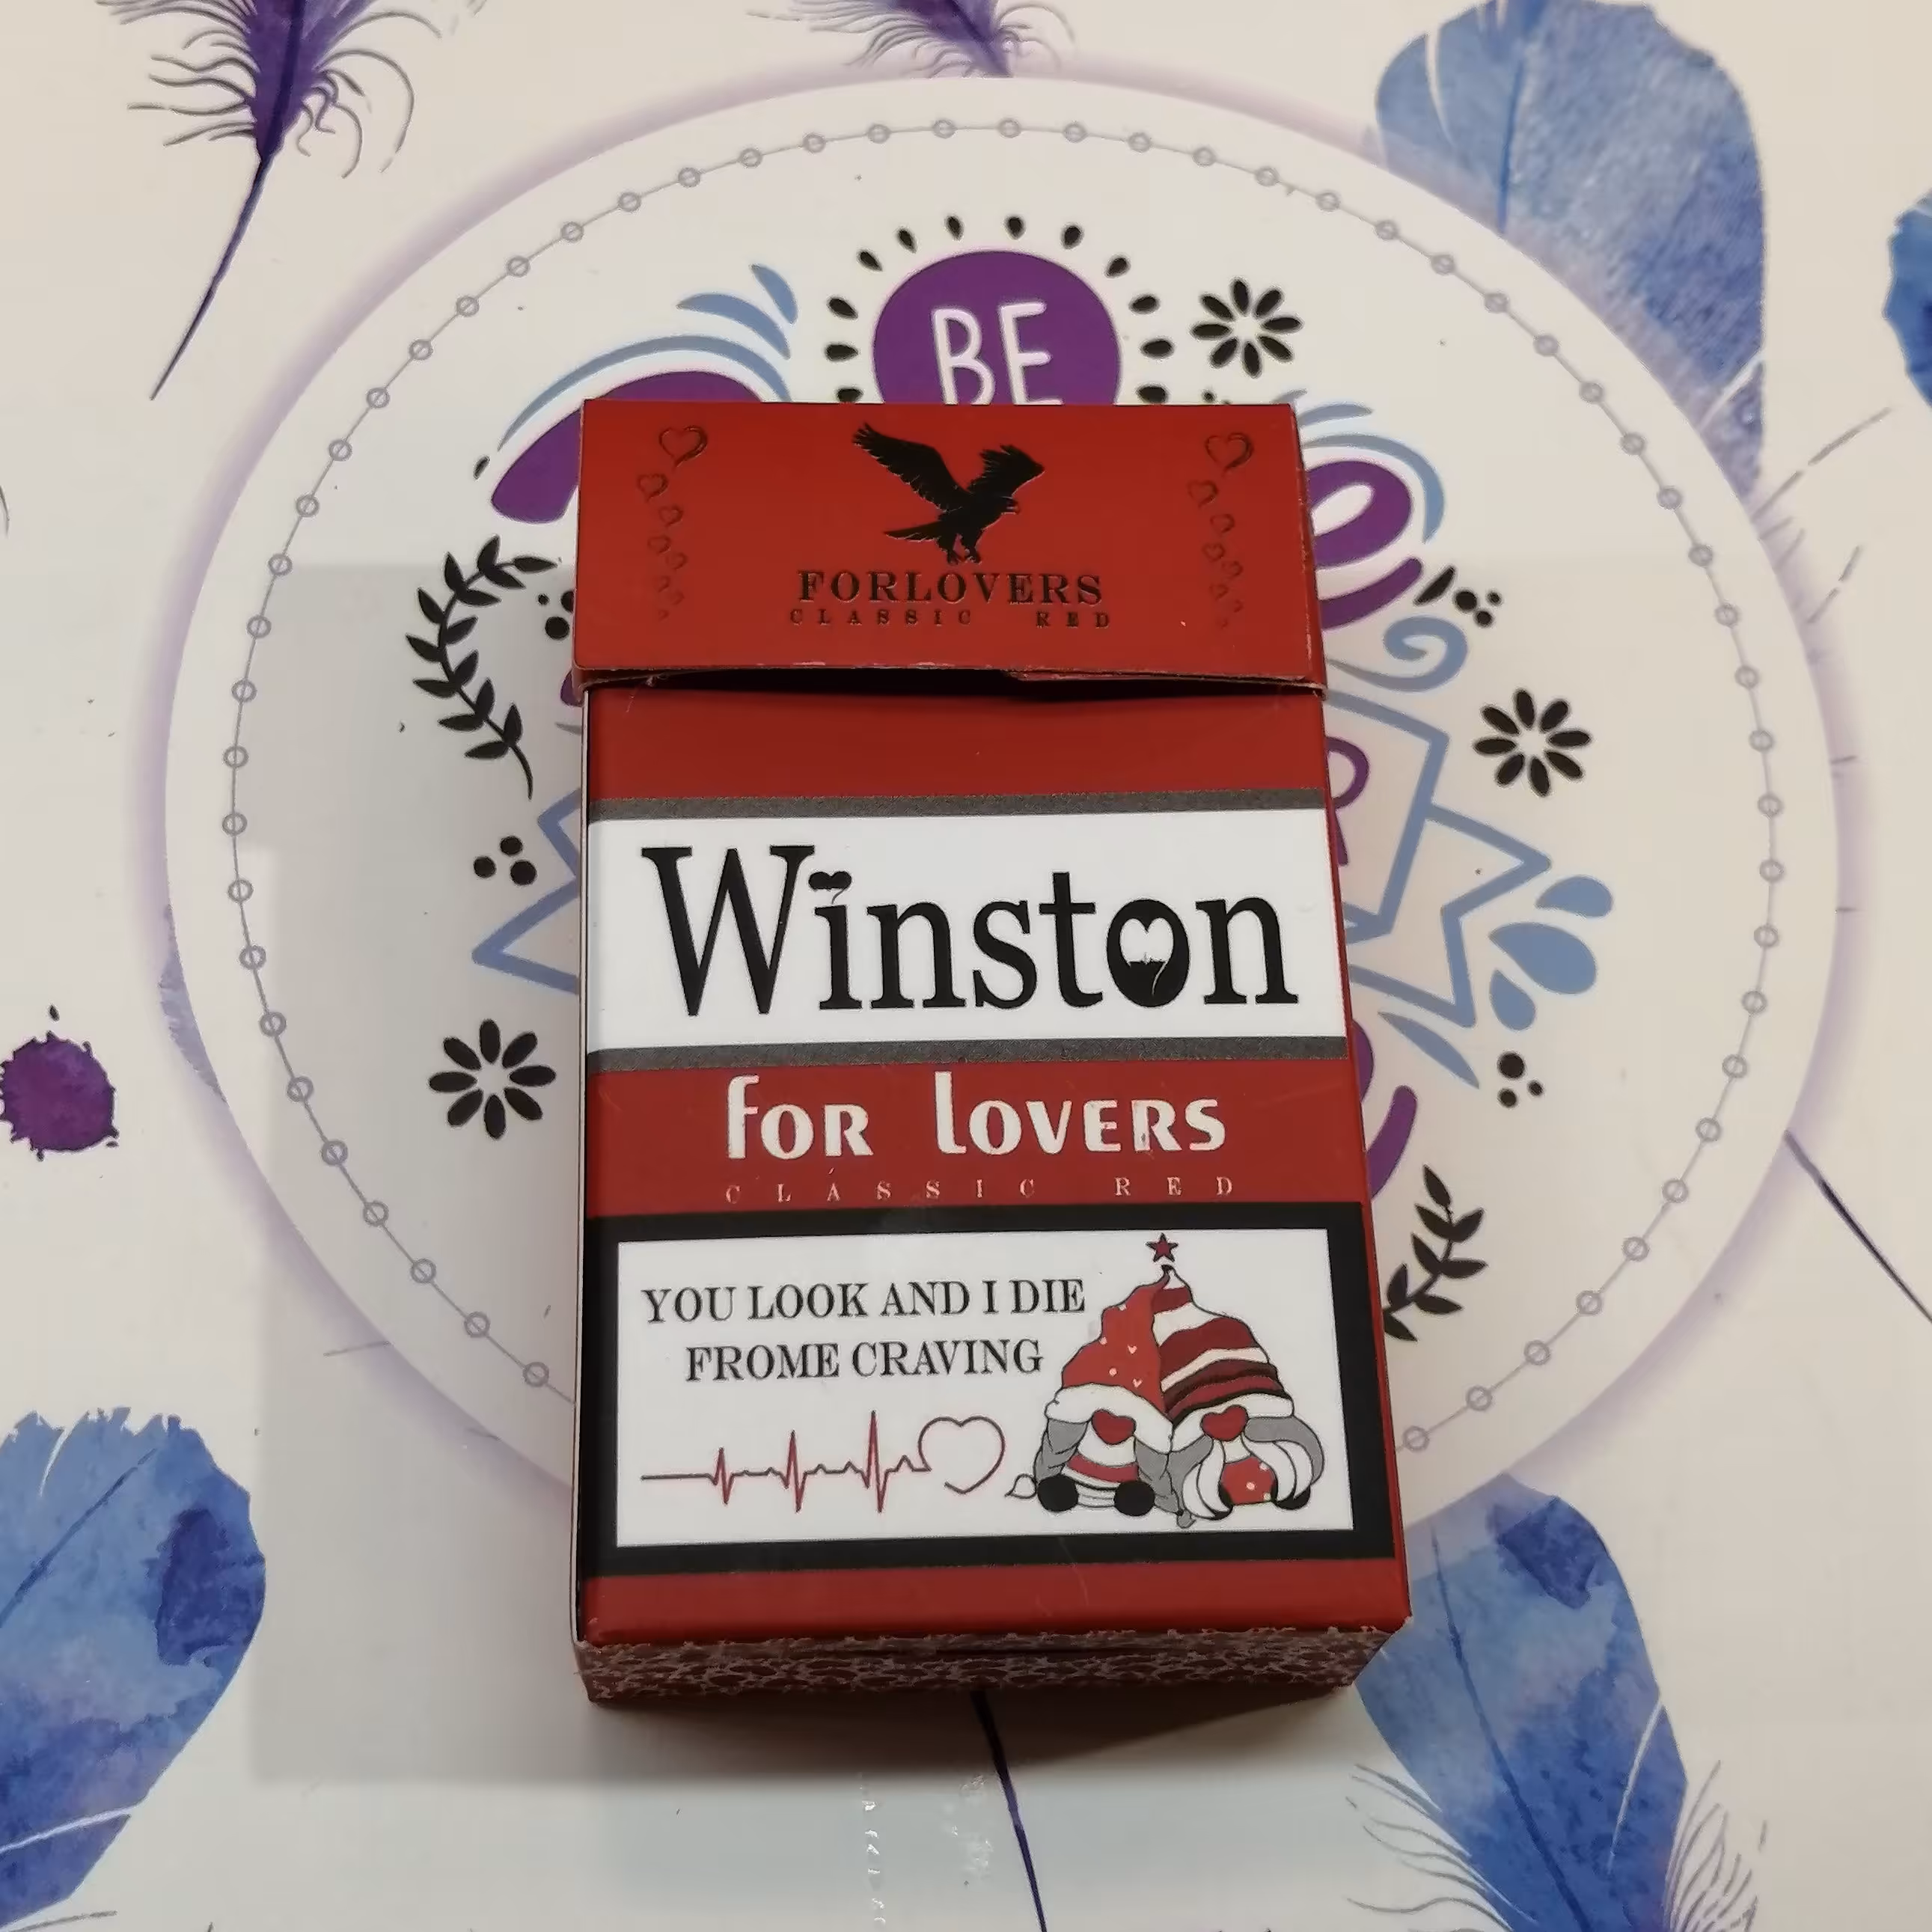 BE
FORLOVERS
CLASSIC RED
Winston
for lovers
CLASSIC RED
YOU LOOK AND I DIE
FROME CRAVING